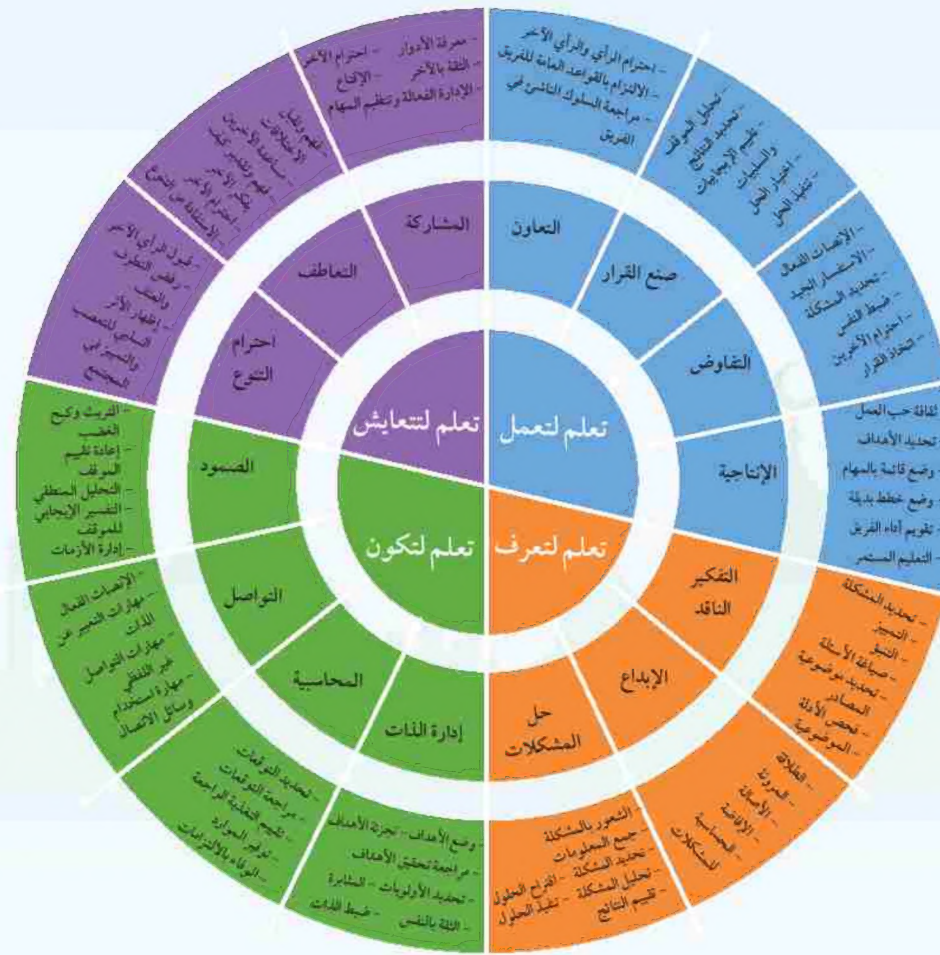 تعلم لتعرف
التفكير
الناقد
- تحديد المشكلة
- التمييز
- التنبؤ
- صياغة الأسئلة
- تحديد موضوعية
المصادر
- فحص الأدلة
- الموضوعية
الإبداع
- الطلاقة
- المرونة
- الأصالة
- الإفاضة
- الحساسية
للمشكلات
حل
المشكلات
- الشعور بالمشكلة
- جمع المعلومات
- تحديد المشكلة - اقتراح الحلول
- تحليل المشكلة - تنفيذ الحلول
- تقييم النتائج
تعلم لتعمل
التعاون
- احترام الرأي والرأي الآخر
- الالتزام بالقواعد العامة للفريق
- مراجعة السلوك الناشئ في
الفريق
صنع القرار
- تحليل الموقف
- تحديد النتائج
- تقييم الإيجابيات
والسلبيات
- اختيار الحل
- تنفيذ الحل
التفاوض
- الإنصات الفعال
- الاستفسار الجيد
- تحديد المشكلة
- ضبط النفس
- احترام الآخرين
- اتخاذ القرار
الإنتاجية
ثقافة حب العمل
- تحديد الأهداف
- وضع قائمة بالمهام
- وضع خطط بديلة
- تقويم أداء الفريق
- التعليم المستمر
تعلم لتكون
الصمود
- التريث وكبح
الغضب
- إعادة تقييم
الموقف
- التحليل المنطقي
- التفسير الإيجابي
للموقف
- إدارة الأزمات
التواصل
- الإنصات الفعال
- مهارات التعبير عن
الذات
- مهارات التواصل
غير اللفظي
- مهارة استخدام
وسائل الاتصال
المحاسبية
- تحديد التوقعات
- مراجعة التوقعات
- تقييم التغذية الراجعة
- توفير الموارد
- الوفاء بالالتزامات
إدارة الذات
- وضع الأهداف - تجزئة الأهداف
- مراجعة تحقيق الأهداف
- تحديد الأولويات - المثابرة
- الثقة بالنفس - ضبط الذات
تعلم لتتعايش
المشاركة
- معرفة الأدوار - احترام الآخر
- الثقة بالآخر - الإقناع
- الإدارة الفعالة وتنظيم المهام
التعاطف
الاختلافات
- مساعدة الآخرين
- احترام الآخر
- الاستفادة من التنوع
احترام
التنوع
- قبول الرأي الآخر
- رفض التطرف
والعنف
- إظهار الأثر
السلبي للتعصب
والتمييز في
المجتمع